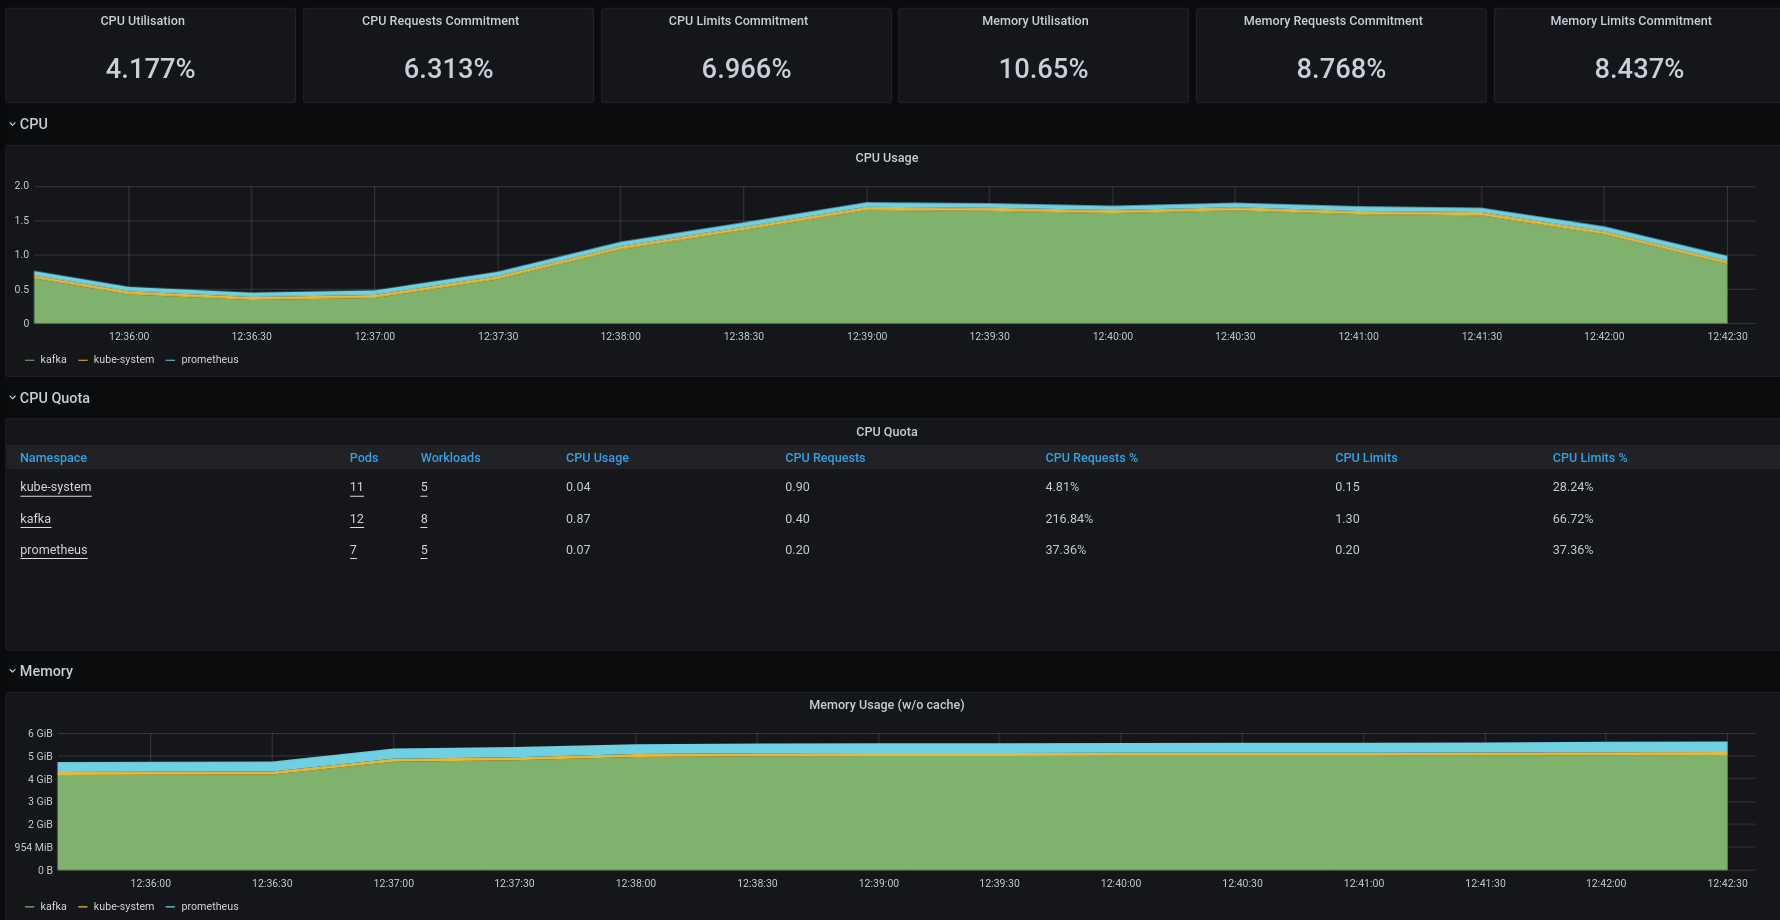 CPU Utilisation CPU Requests Commitment CPU Limits Commitment Memory Utilisation Memory Requests Commitment Memory Limits Commitment
4.177% 6.313% 6.966% 10.65% 8.768% 8.437%
CPU
CPU Usage
2.0
1.5
1.0
0.5
0
12:36:00 12:36:30 12:37:00 12:37:30 12:38:00 12:38:30 12:39:00 12:39:30 12:40:00 12:40:30 12:41:00 12:41:30 12:42:00 12:42:30
kafka kube-system prometheus
CPU Quota
CPU Quota
Namespace Pods Workloads CPU Usage CPU Requests CPU Requests % CPU Limits CPU Limits %
kube-system 11 5 0.04 0.90 4.81% 0.15 28.24%
kafka 12 8 0.87 0.40 216.84% 1.30 66.72%
prometheus 7 5 0.07 0.20 37.36% 0.20 37.36%
Memory
Memory Usage (w/o cache)
6 GiB
5 GiB
4 GiB
3 GiB
2 GiB
954 MiB
0 B
12:36:00 12:36:30 12:37:00 12:37:30 12:38:00 12:38:30 12:39:00 12:39:30 12:40:00 12:40:30 12:41:00 12:41:30 12:42:00 12:42:30
kafka kube-system prometheus